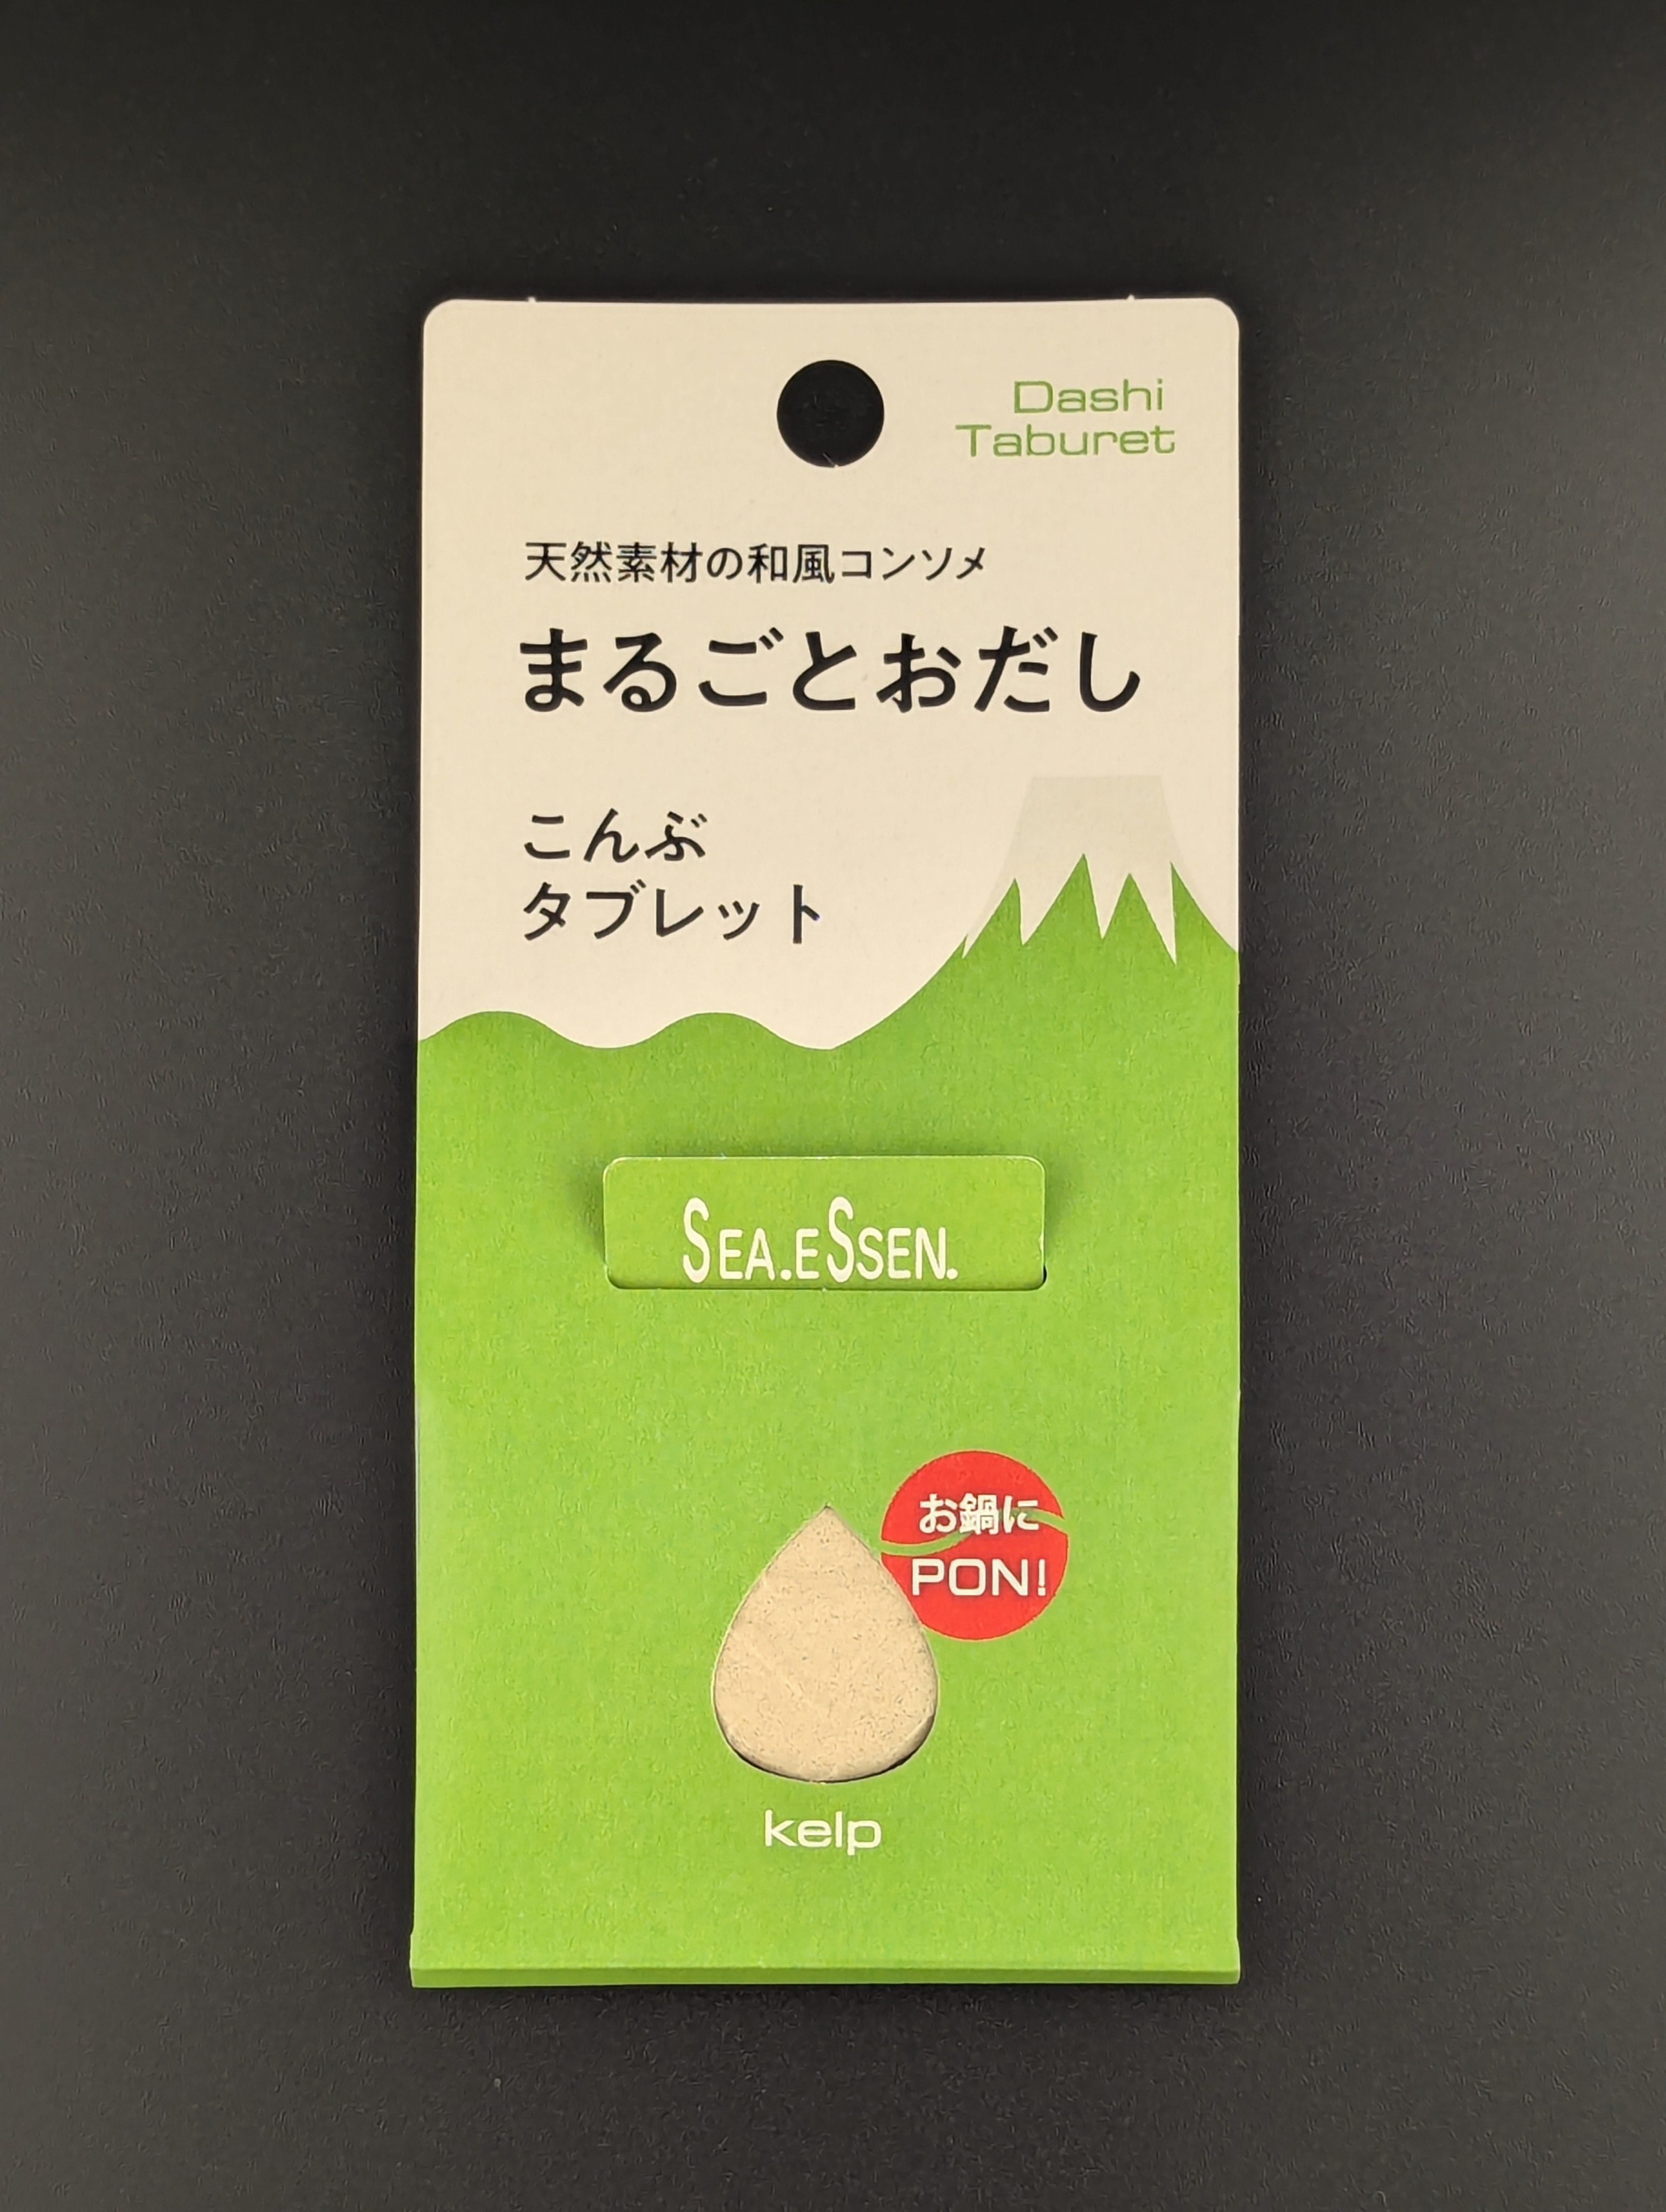 Dashi
Taburet
天然素材の和風コンソメ
まるごとおだし
こんぶ
タブレット
SEA.ESSEN.
お鍋に
PON!
kelp